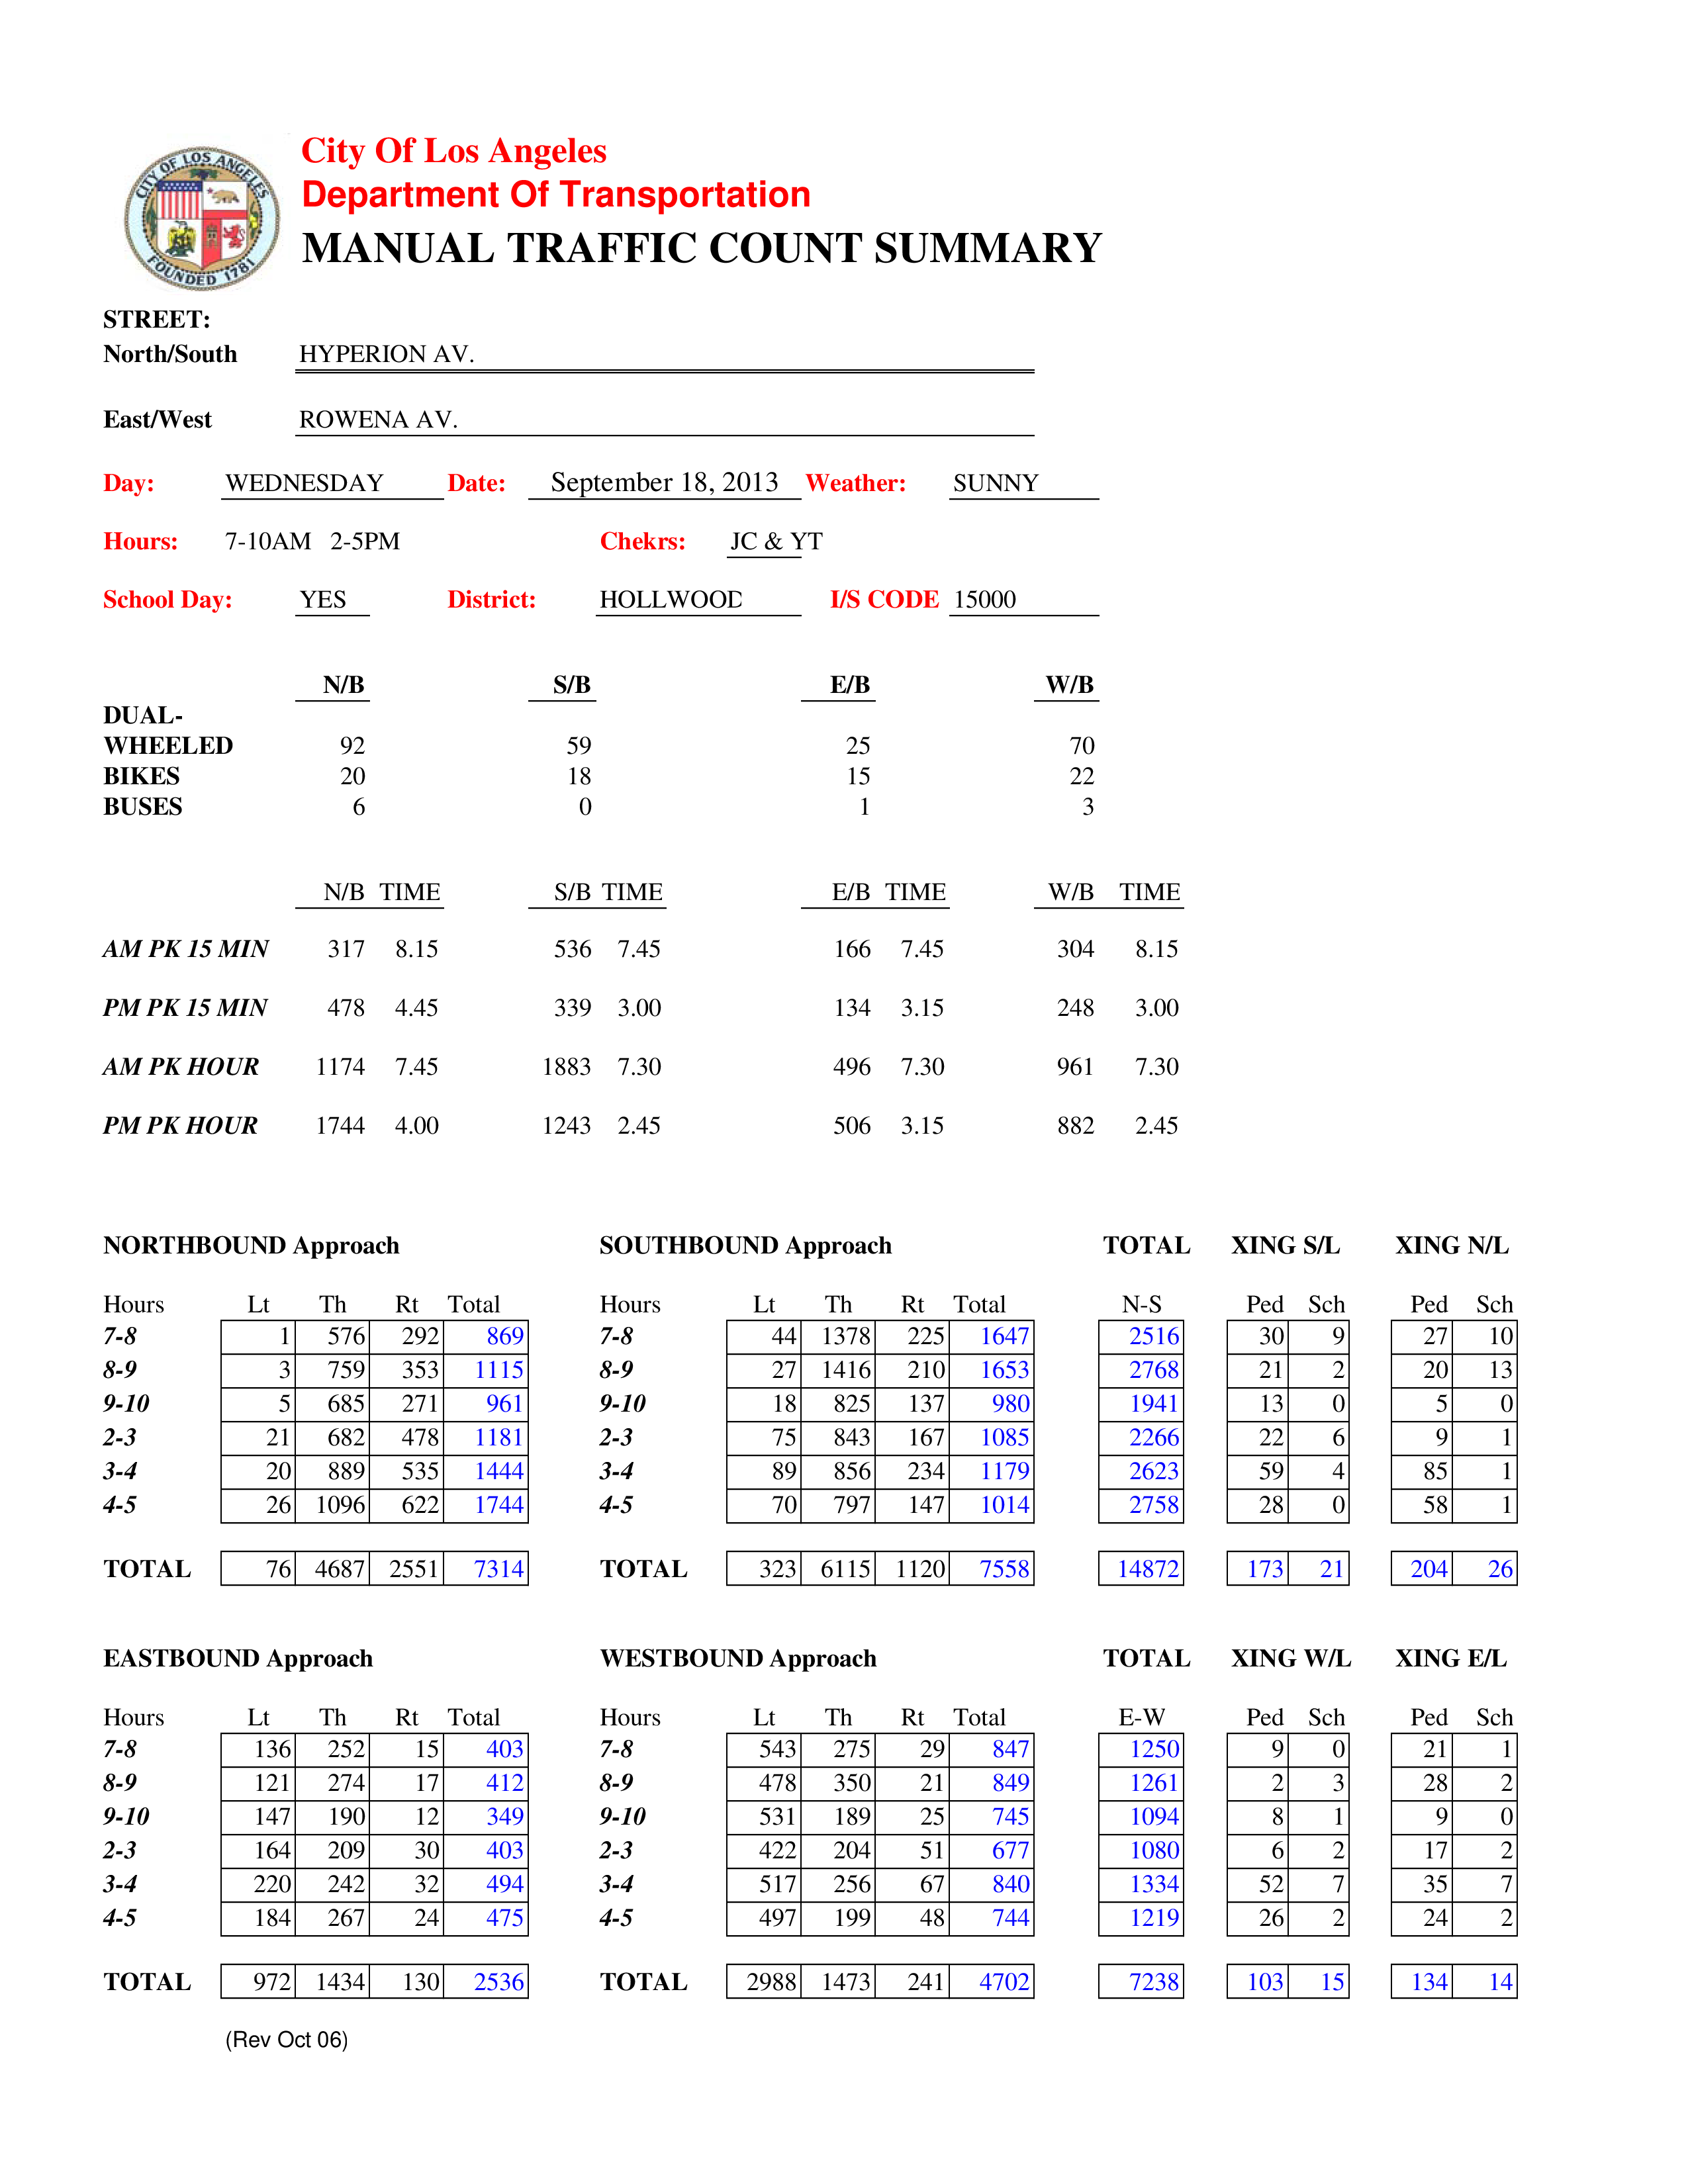 CITY OF LOS ANGELES
FOUNDED 1781
City Of Los Angeles
Department Of Transportation
MANUAL TRAFFIC COUNT SUMMARY
STREET:
North/South HYPERION AV.
East/West ROWENA AV.
Day: WEDNESDAY Date: September 18, 2013 Weather: SUNNY
Hours: 7-10AM 2-5PM Chekrs: JC & YT
School Day: YES District: HOLLWOOD I/S CODE 15000
N/B S/B E/B W/B
DUAL-
WHEELED 92 59 25 70
BIKES 20 18 15 22
BUSES 6 0 1 3
N/B TIME S/B TIME E/B TIME W/B TIME
AM PK 15 MIN 317 8.15 536 7.45 166 7.45 304 8.15
PM PK 15 MIN 478 4.45 339 3.00 134 3.15 248 3.00
AM PK HOUR 1174 7.45 1883 7.30 496 7.30 961 7.30
PM PK HOUR 1744 4.00 1243 2.45 506 3.15 882 2.45
NORTHBOUND Approach SOUTHBOUND Approach TOTAL XING S/L XING N/L
Hours Lt Th Rt Total Hours Lt Th Rt Total N-S Ped Sch Ped Sch
7-8 1 576 292 869 7-8 44 1378 225 1647 2516 30 9 27 10
8-9 3 759 353 1115 8-9 27 1416 210 1653 2768 21 2 20 13
9-10 5 685 271 961 9-10 18 825 137 980 1941 13 0 5 0
2-3 21 682 478 1181 2-3 75 843 167 1085 2266 22 6 9 1
3-4 20 889 535 1444 3-4 89 856 234 1179 2623 59 4 85 1
4-5 26 1096 622 1744 4-5 70 797 147 1014 2758 28 0 58 1
TOTAL 76 4687 2551 7314 TOTAL 323 6115 1120 7558 14872 173 21 204 26
EASTBOUND Approach WESTBOUND Approach TOTAL XING W/L XING E/L
Hours Lt Th Rt Total Hours Lt Th Rt Total E-W Ped Sch Ped Sch
7-8 136 252 15 403 7-8 543 275 29 847 1250 9 0 21 1
8-9 121 274 17 412 8-9 478 350 21 849 1261 2 3 28 2
9-10 147 190 12 349 9-10 531 189 25 745 1094 8 1 9 0
2-3 164 209 30 403 2-3 422 204 51 677 1080 6 2 17 2
3-4 220 242 32 494 3-4 517 256 67 840 1334 52 7 35 7
4-5 184 267 24 475 4-5 497 199 48 744 1219 26 2 24 2
TOTAL 972 1434 130 2536 TOTAL 2988 1473 241 4702 7238 103 15 134 14
(Rev Oct 06)